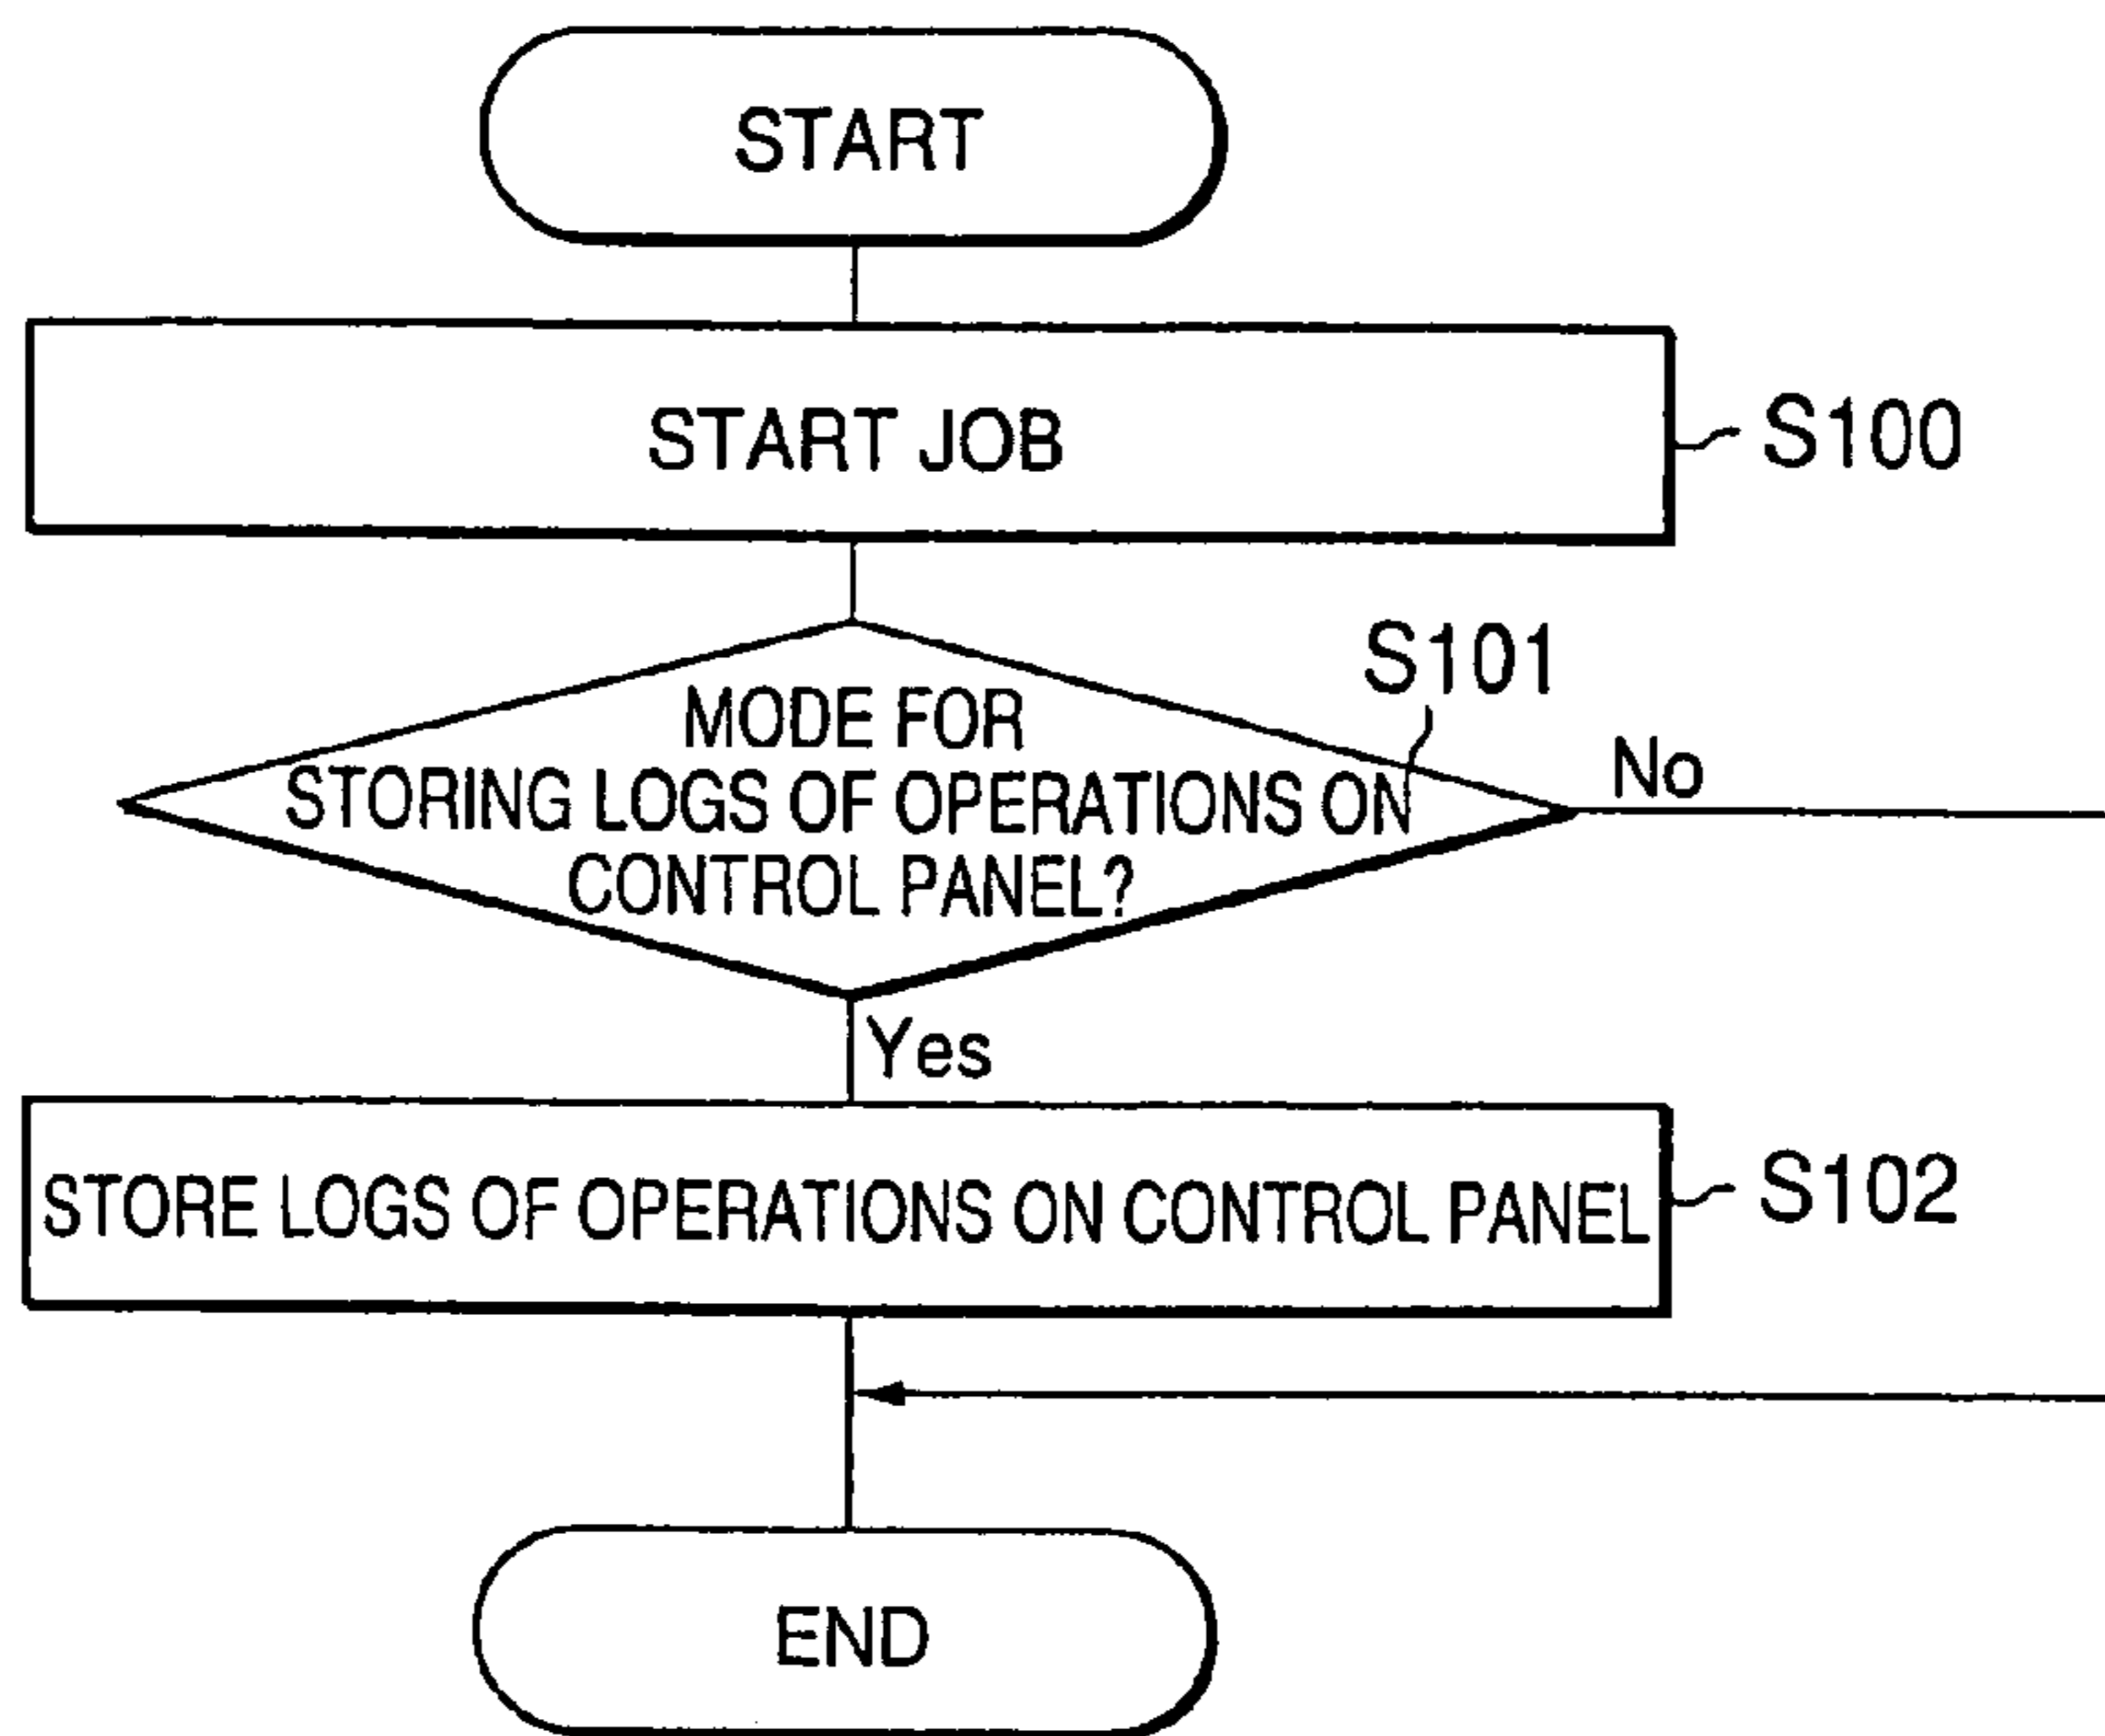 START
START JOB
S100
S101
MODE FOR
STORING LOGS OF OPERATIONS ON
CONTROL PANEL?
No
Yes
STORE LOGS OF OPERATIONS ON CONTROL PANEL
S102
END